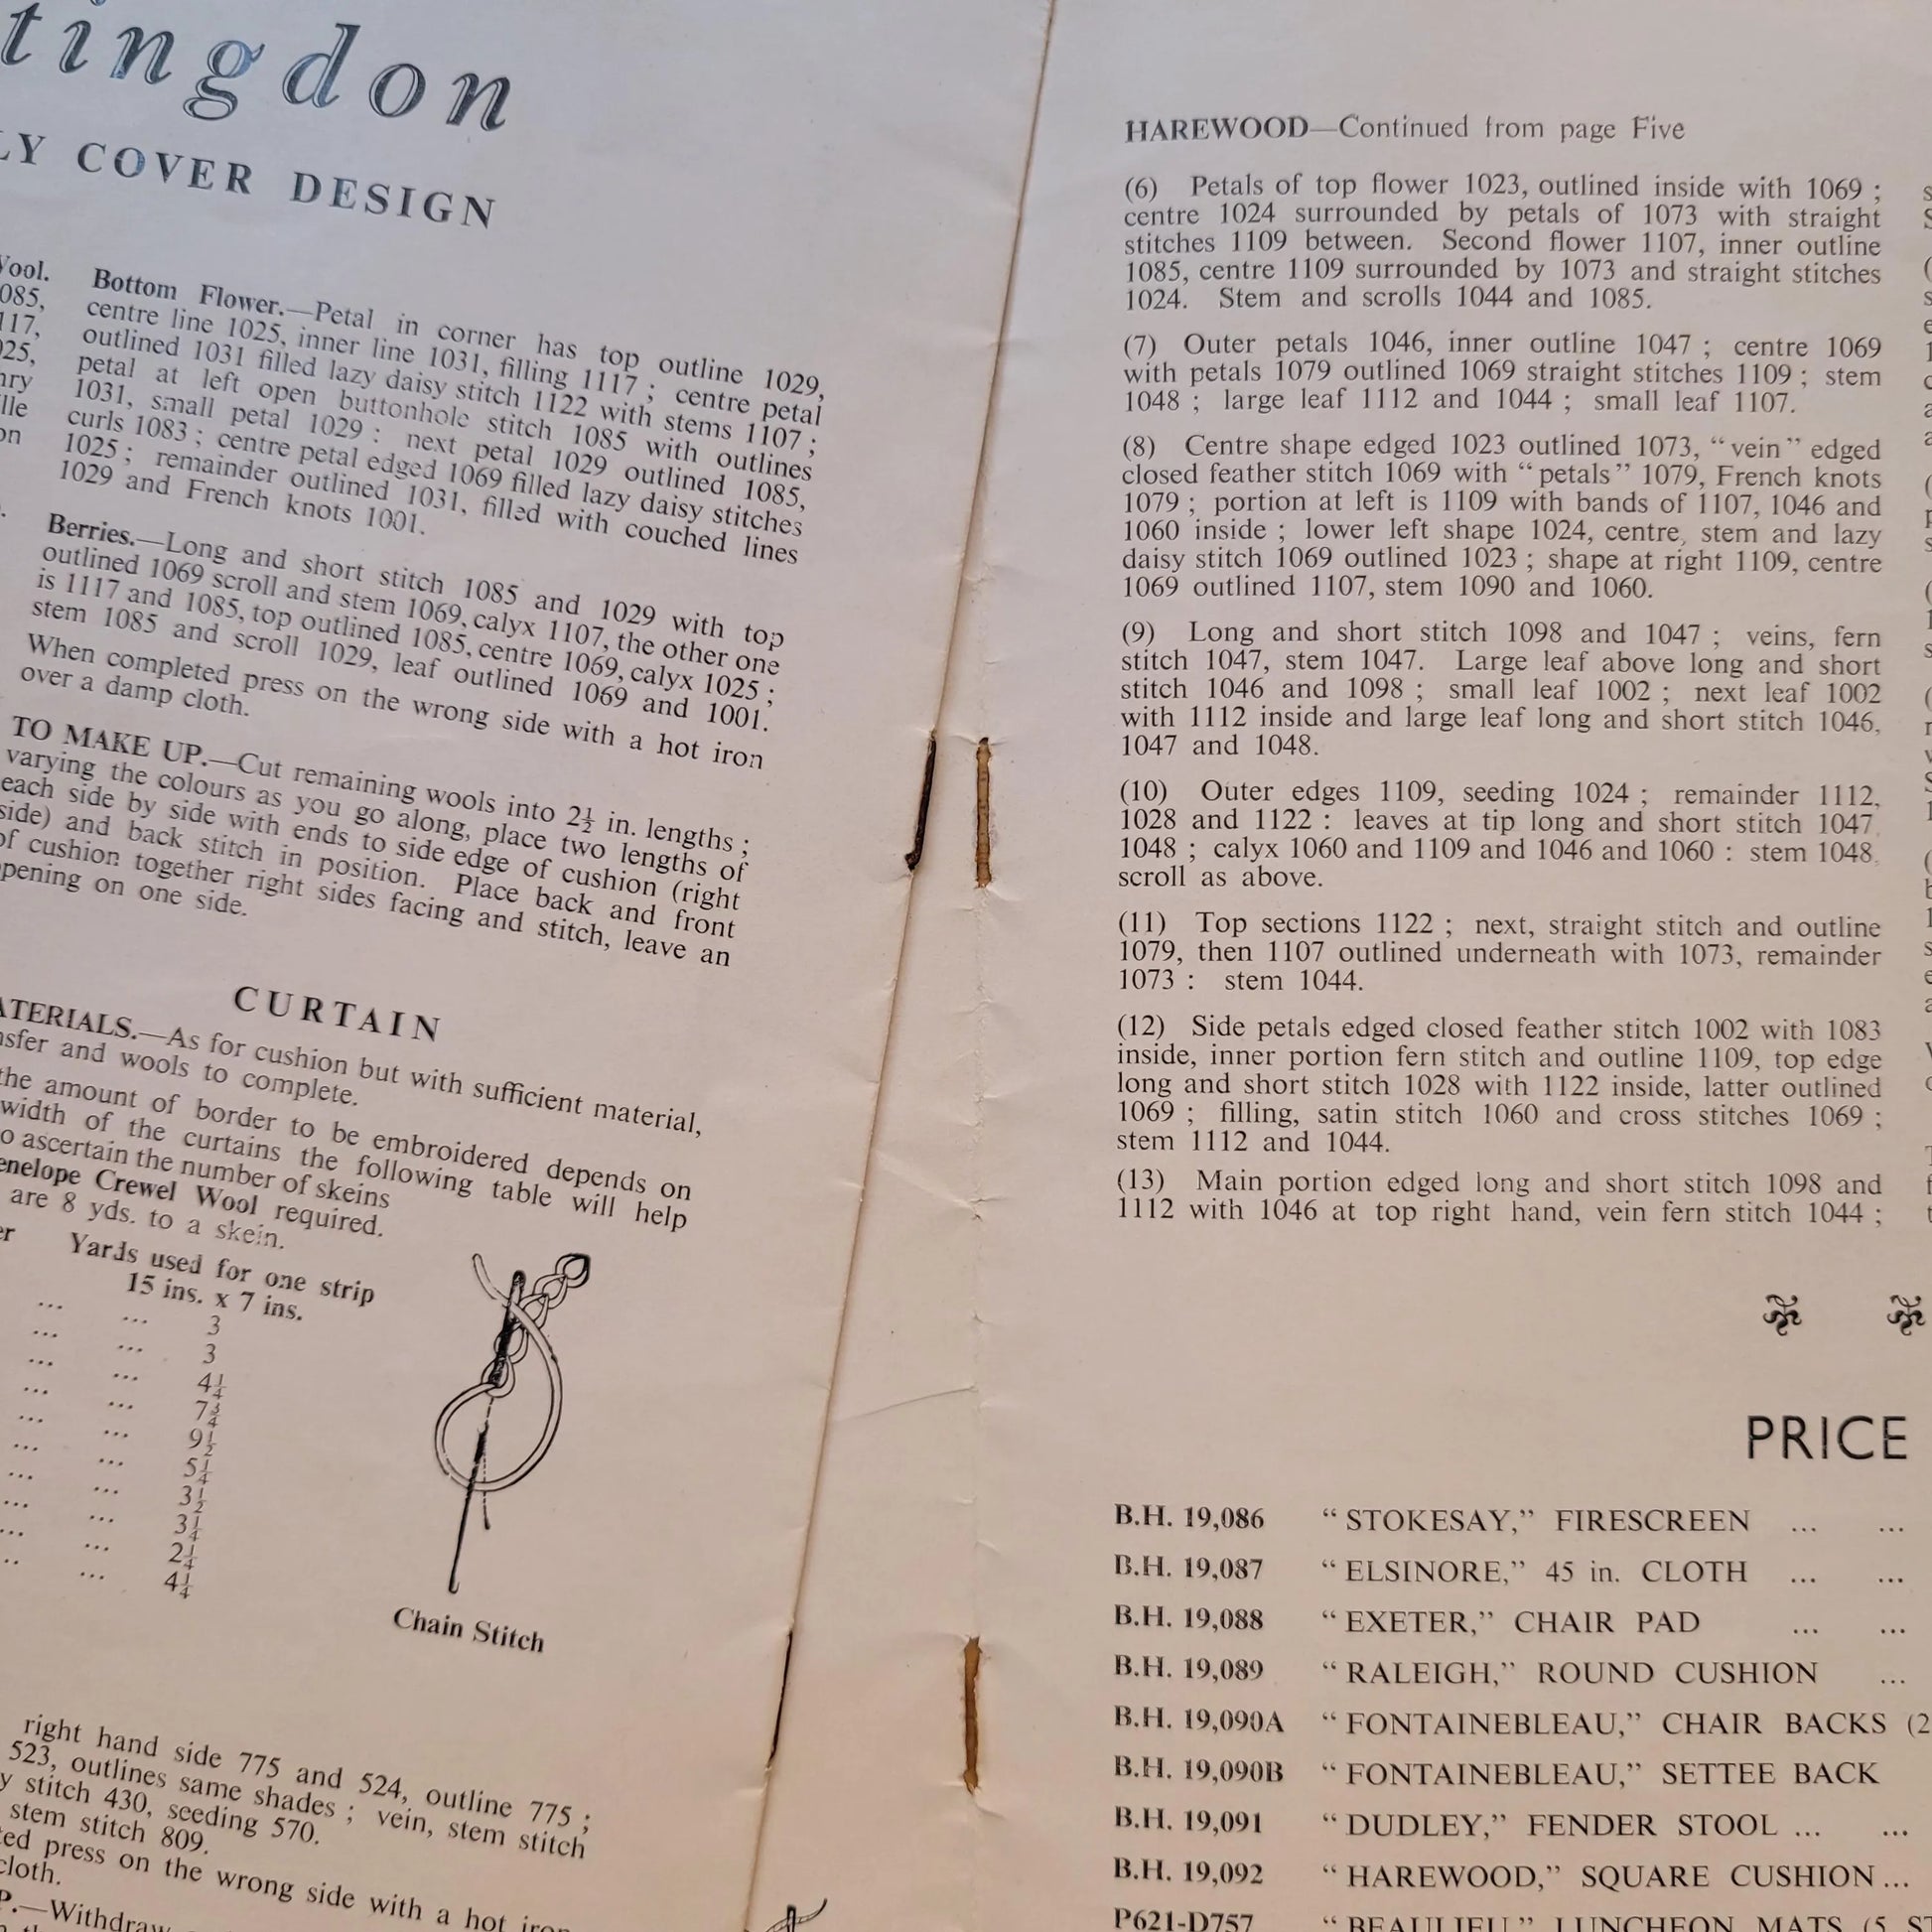 tingdon
LY COVER DESIGN
Wool.
085,
117,
025,
lle
on
Bottom Flower.—Petal in corner has top outline 1029,
centre line 1025, inner line 1031, filling 1117 ; centre petal
outlined 1031 filled lazy daisy stitch 1122 with stems 1107 ;
petal at left open buttonhole stitch 1085 with outlines
1031, small petal 1029 : next petal 1029 outlined 1085,
curls 1083 ; centre petal edged 1069 filled lazy daisy stitches
1025 ; remainder outlined 1031, filled with couched lines
1029 and French knots 1001.
Berries.—Long and short stitch 1085 and 1029 with top
outlined 1069 scroll and stem 1069, calyx 1107, the other one
is 1117 and 1085, top outlined 1085, centre 1069, calyx 1025 ;
stem 1085 and scroll 1029, leaf outlined 1069 and 1001.
When completed press on the wrong side with a hot iron
over a damp cloth.
TO MAKE UP.—Cut remaining wools into 2½ in. lengths ;
varying the colours as you go along, place two lengths of
each side by side with ends to side edge of cushion (right
side) and back stitch in position. Place back and front
of cushion together right sides facing and stitch, leave an
pening on one side.
CURTAIN
ATERIALS.—As for cushion but with sufficient material,
nsfer and wools to complete.
the amount of border to be embroidered depends on
width of the curtains the following table will help
o ascertain the number of skeins
enelope Crewel Wool required.
are 8 yds. to a skein.
er Yards used for one strip
15 ins. x 7 ins.
... ... 3
... ... 3
... ... 4¼
... ... 7¾
... ... 9½
... ... 5¼
... ... 3½
... ... 3¼
... ... 2¼
.. ... 4¼
Chain Stitch
right hand side 775 and 524, outline 775 ;
523, outlines same shades ; vein, stem stitch
y stitch 430, seeding 570.
stem stitch 809.
ed press on the wrong side with a hot iron
cloth.
P.—Withdraw
HAREWOOD—Continued from page Five
(6) Petals of top flower 1023, outlined inside with 1069 ;
centre 1024 surrounded by petals of 1073 with straight
stitches 1109 between. Second flower 1107, inner outline
1085, centre 1109 surrounded by 1073 and straight stitches
1024. Stem and scrolls 1044 and 1085.
(7) Outer petals 1046, inner outline 1047 ; centre 1069
with petals 1079 outlined 1069 straight stitches 1109 ; stem
1048 ; large leaf 1112 and 1044 ; small leaf 1107.
(8) Centre shape edged 1023 outlined 1073, “vein” edged
closed feather stitch 1069 with “petals” 1079, French knots
1079 ; portion at left is 1109 with bands of 1107, 1046 and
1060 inside ; lower left shape 1024, centre, stem and lazy
daisy stitch 1069 outlined 1023 ; shape at right 1109, centre
1069 outlined 1107, stem 1090 and 1060.
(9) Long and short stitch 1098 and 1047 ; veins, fern
stitch 1047, stem 1047. Large leaf above long and short
stitch 1046 and 1098 ; small leaf 1002 ; next leaf 1002
with 1112 inside and large leaf long and short stitch 1046,
1047 and 1048.
(10) Outer edges 1109, seeding 1024 ; remainder 1112,
1028 and 1122 : leaves at tip long and short stitch 1047,
1048 ; calyx 1060 and 1109 and 1046 and 1060 : stem 1048,
scroll as above.
(11) Top sections 1122 ; next, straight stitch and outline
1079, then 1107 outlined underneath with 1073, remainder
1073 : stem 1044.
(12) Side petals edged closed feather stitch 1002 with 1083
inside, inner portion fern stitch and outline 1109, top edge
long and short stitch 1028 with 1122 inside, latter outlined
1069 ; filling, satin stitch 1060 and cross stitches 1069 ;
stem 1112 and 1044.
(13) Main portion edged long and short stitch 1098 and
1112 with 1046 at top right hand, vein fern stitch 1044 ;
PRICE
B.H. 19,086 “STOKESAY,” FIRESCREEN ... ...
B.H. 19,087 “ELSINORE,” 45 in. CLOTH ... ...
B.H. 19,088 “EXETER,” CHAIR PAD ... ...
B.H. 19,089 “RALEIGH,” ROUND CUSHION ...
B.H. 19,090A “FONTAINEBLEAU,” CHAIR BACKS (2
B.H. 19,090B “FONTAINEBLEAU,” SETTEE BACK
B.H. 19,091 “DUDLEY,” FENDER STOOL ... ...
B.H. 19,092 “HAREWOOD,” SQUARE CUSHION ...
P621-D757 “BEAULIEU,” LUNCHEON MATS (5